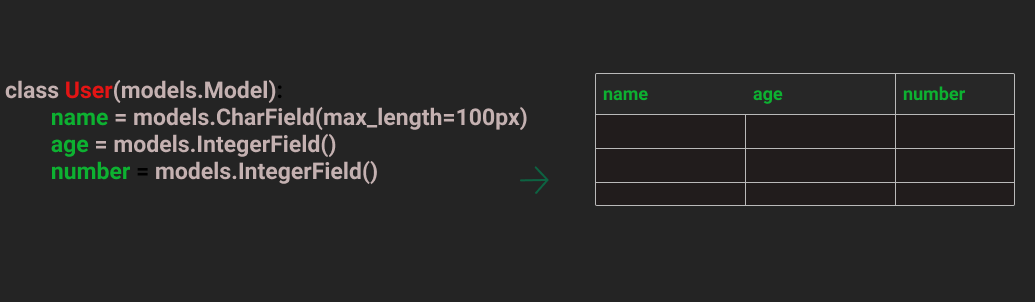 class User(models.Model):
name = models.CharField(max_length=100px)
age = models.IntegerField()
number = models.IntegerField()
name age number